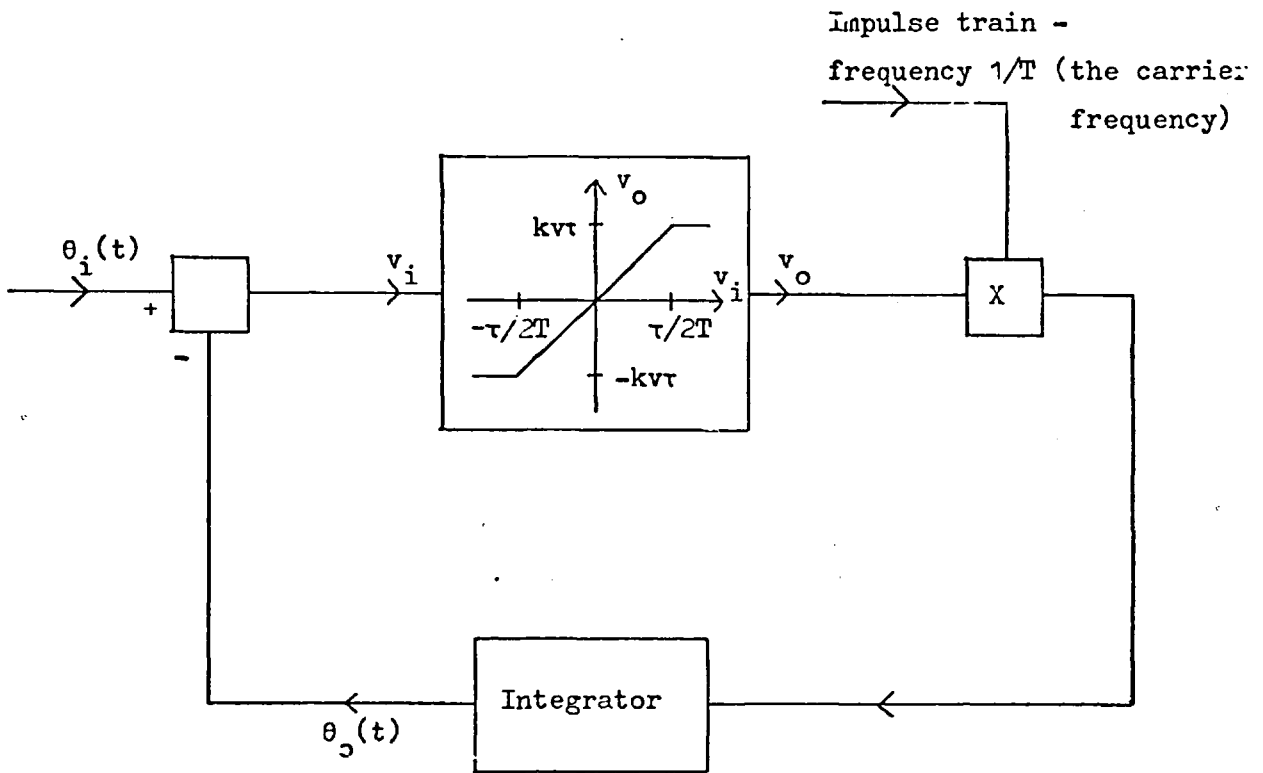 Impulse train -
frequency 1/T (the carrier
frequency)
θi(t)
+
-
vi
vo
kvτ
vi
-τ/2T
τ/2T
-kvτ
vo
X
Integrator
θo(t)